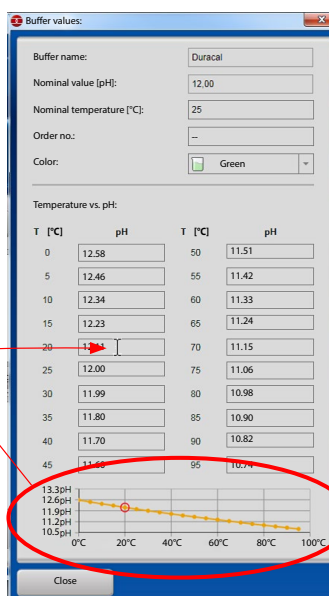 Buffer values:
Buffer name: Duracal
Nominal value [pH]: 12,00
Nominal temperature [°C]: 25
Order no.: --
Color: Green
Temperature vs. pH:
T [°C] pH T [°C] pH
0 12.58 50 11.51
5 12.46 55 11.42
10 12.34 60 11.33
15 12.23 65 11.24
20 70 11.15
25 12.00 75 11.06
30 11.99 80 10.98
35 11.80 85 10.90
40 11.70 90 10.82
45 95 10.74
13.3pH
12.6pH
11.9pH
11.2pH
10.5pH
0°C 20°C 40°C 60°C 80°C 100°C
Close